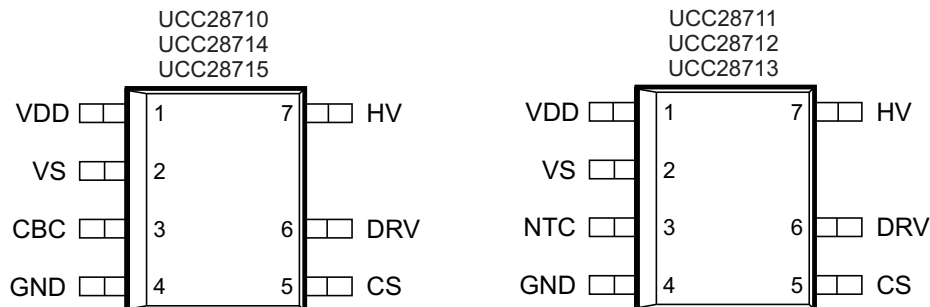 UCC28710
UCC28714
UCC28715
VDD 1 7 HV
VS 2
CBC 3 6 DRV
GND 4 5 CS
UCC28711
UCC28712
UCC28713
VDD 1 7 HV
VS 2
NTC 3 6 DRV
GND 4 5 CS